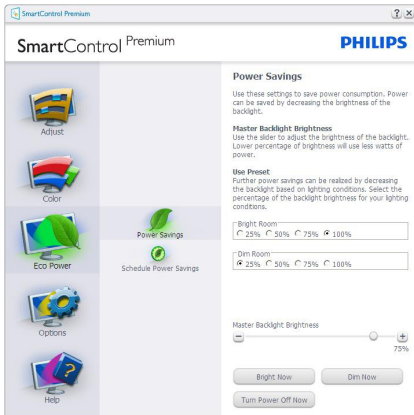 SmartControl Premium
SmartControl Premium
PHILIPS
Adjust
Color
Eco Power
Options
Help
Power Savings
Schedule Power Savings
Power Savings
Use these settings to save power consumption. Power
can be saved by decreasing the brightness of the
backlight.
Master Backlight Brightness
Use the slider to adjust the brightness of the backlight.
Lower percentage of brightness will use less watts of
power.
Use Preset
Further power savings can be realized by decreasing
the backlight based on lighting conditions. Select the
percentage of the backlight brightness for your lighting
conditions.
Bright Room
25% 50% 75% 100%
Dim Room
25% 50% 75% 100%
Master Backlight Brightness
75%
Bright Now Dim Now
Turn Power Off Now